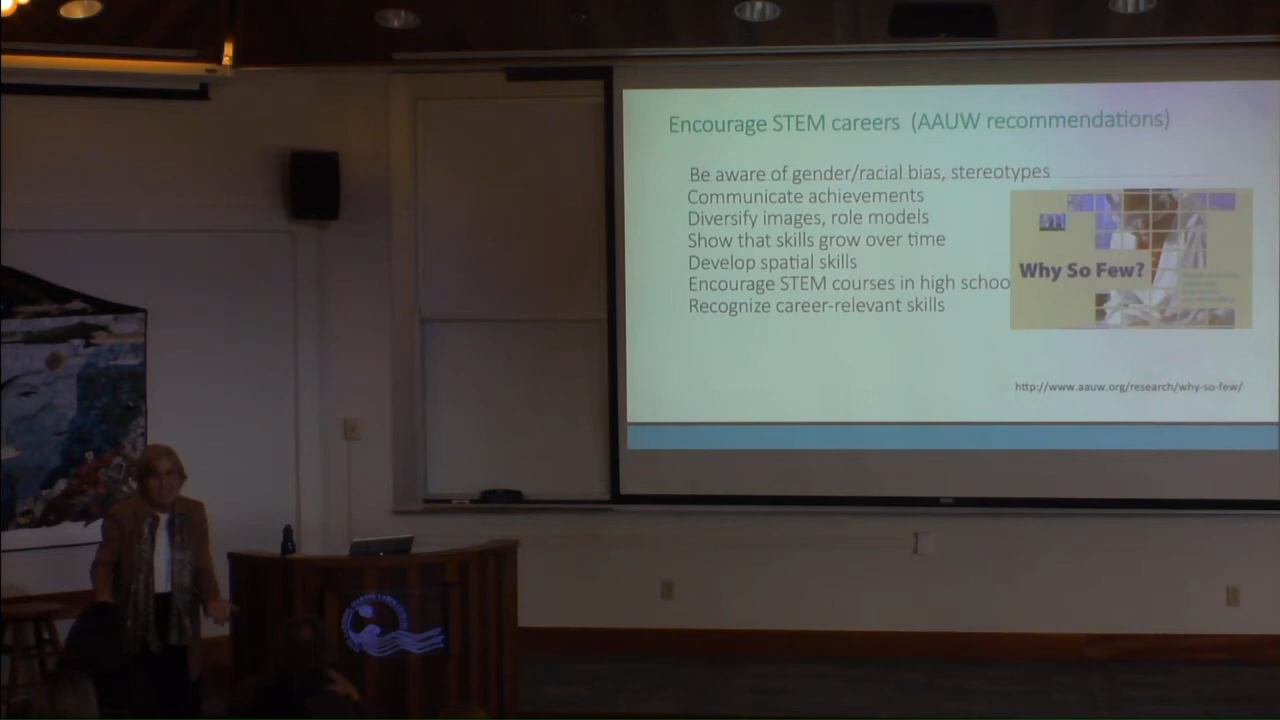 Encourage STEM careers (AAUW recommendations)
Be aware of gender/racial bias, stereotypes
Communicate achievements
Diversify images, role models
Show that skills grow over time
Develop spatial skills
Encourage STEM courses in high schoo
Recognize career-relevant skills
Why So Few?
http://www.aauw.org/research/why-so-few/